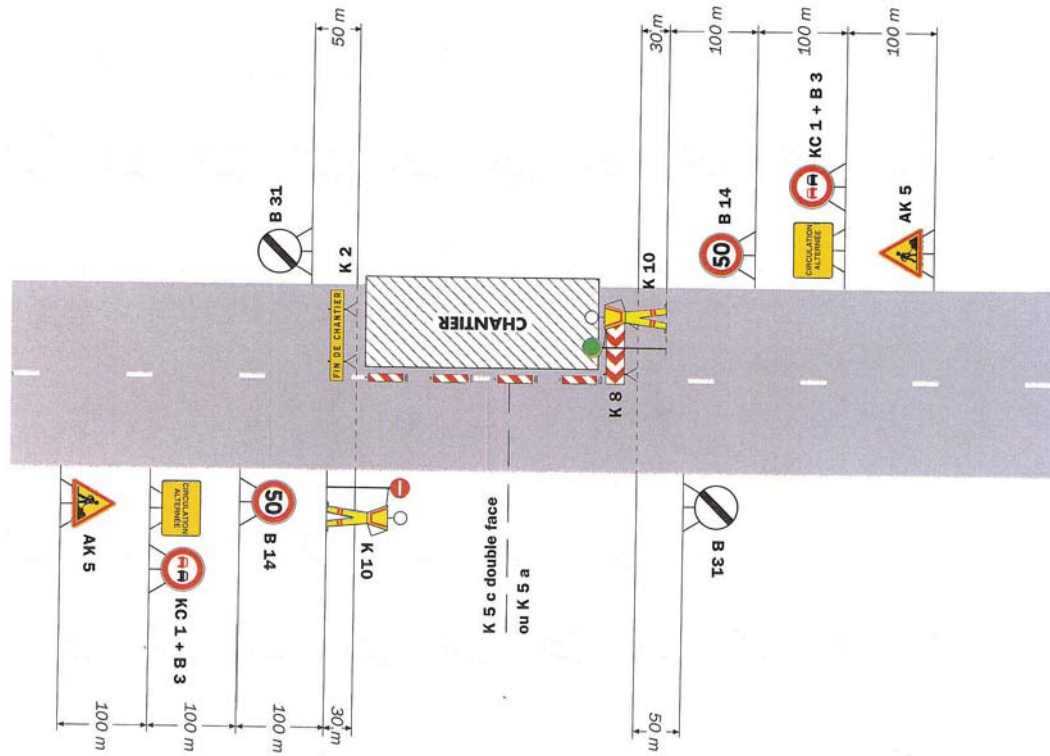 50 m
B 31
K 2
FIN DE CHANTIER
CHANTIER
K 10
K 8
30 m
100 m
100 m
100 m
B 14
50
KC 1 + B 3
CIRCULATION
ALTERNÉE
AK 5
AK 5
CIRCULATION
ALTERNÉE
KC 1 + B 3
50
B 14
K 10
100 m
100 m
100 m
30 m
K 5 c double face
ou K 5 a
B 31
50 m